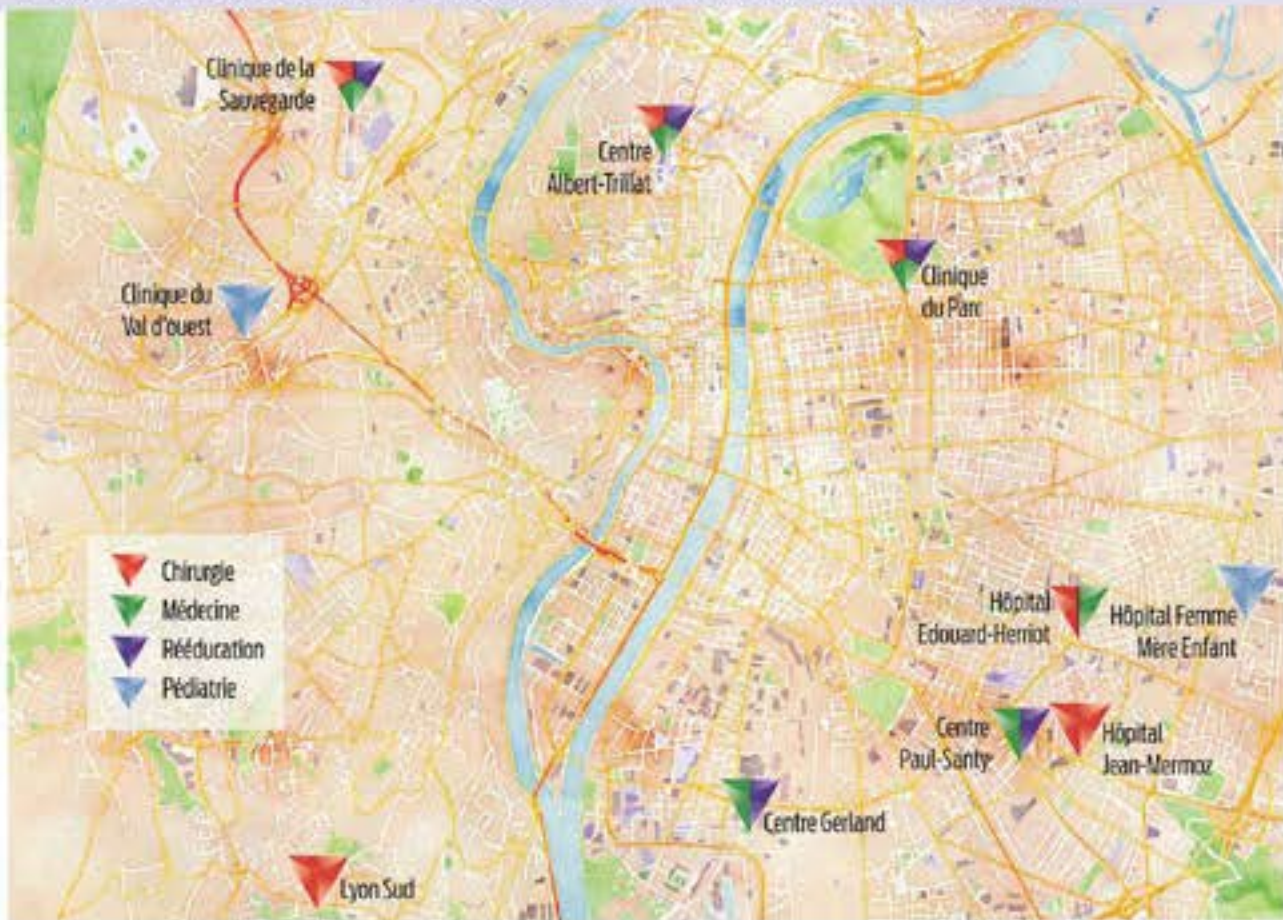 Clinique de la
Sauvegarde
Centre
Albert-Trillat
Clinique
du Parc
Clinique du
Val d'ouest
Chirurgie
Médecine
Rééducation
Pédiatrie
Hôpital
Edouard-Herriot
Hôpital Femme
Mère Enfant
Centre
Paul-Santy
Hôpital
Jean-Mermoz
Centre Gerland
Lyon Sud